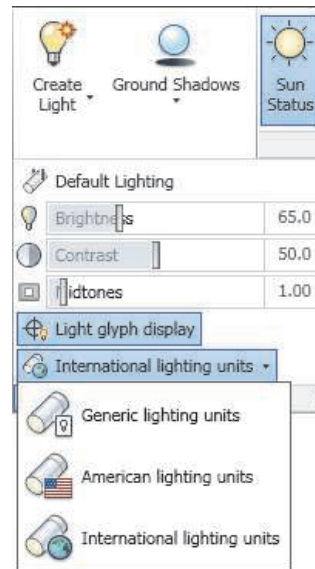 Create Light
Ground Shadows
Sun Status
Default Lighting
Brightness 65.0
Contrast 50.0
Midtones 1.00
Light glyph display
International lighting units
Generic lighting units
American lighting units
International lighting units